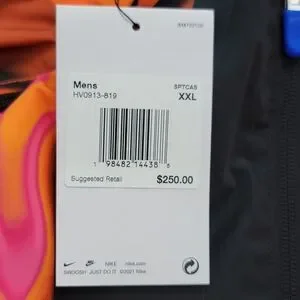 Mens
SPTCAS
HV0913-819
XXL
1 98482 14438
Suggested Retail
$250.00
NIKE nike.com
SWOOSH JUST DO IT ©2021 Nike